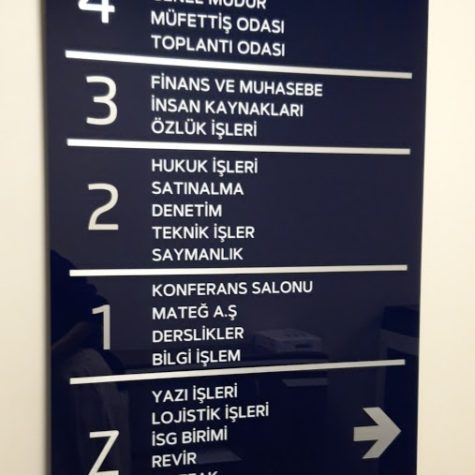 4
GENEL MÜDÜR
MÜFETTİŞ ODASI
TOPLANTI ODASI
3
FİNANS VE MUHASEBE
İNSAN KAYNAKLARI
ÖZLÜK İŞLERİ
2
HUKUK İŞLERİ
SATINALMA
DENETİM
TEKNİK İŞLER
SAYMANLIK
1
KONFERANS SALONU
MATEĞ A.Ş
DERSLİKLER
BİLGİ İŞLEM
Z
YAZI İŞLERİ
LOJİSTİK İŞLERİ
İSG BİRİMİ
REVİR